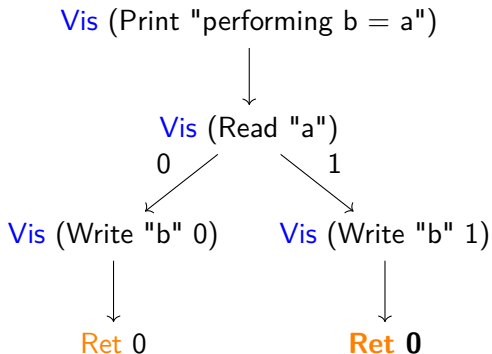 Vis (Print "performing b = a")
Vis (Read "a")
0 1
Vis (Write "b" 0) Vis (Write "b" 1)
Ret 0 Ret 0